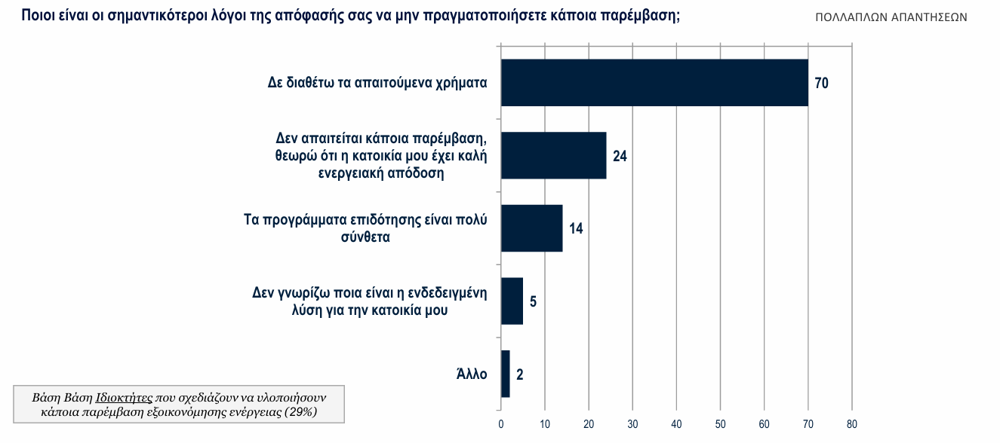 Ποιοι είναι οι σημαντικότεροι λόγοι της απόφασής σας να μην πραγματοποιήσετε κάποια παρέμβαση;
ΠΟΛΛΑΠΛΩΝ ΑΠΑΝΤΗΣΕΩΝ
Δε διαθέτω τα απαιτούμενα χρήματα
70
Δεν απαιτείται κάποια παρέμβαση,
θεωρώ ότι η κατοικία μου έχει καλή
ενεργειακή απόδοση
24
Τα προγράμματα επιδότησης είναι πολύ
σύνθετα
14
Δεν γνωρίζω ποια είναι η ενδεδειγμένη
λύση για την κατοικία μου
5
Άλλο
2
Βάση Βάση Ιδιοκτήτες που σχεδιάζουν να υλοποιήσουν
κάποια παρέμβαση εξοικονόμησης ενέργειας (29%)
0 10 20 30 40 50 60 70 80